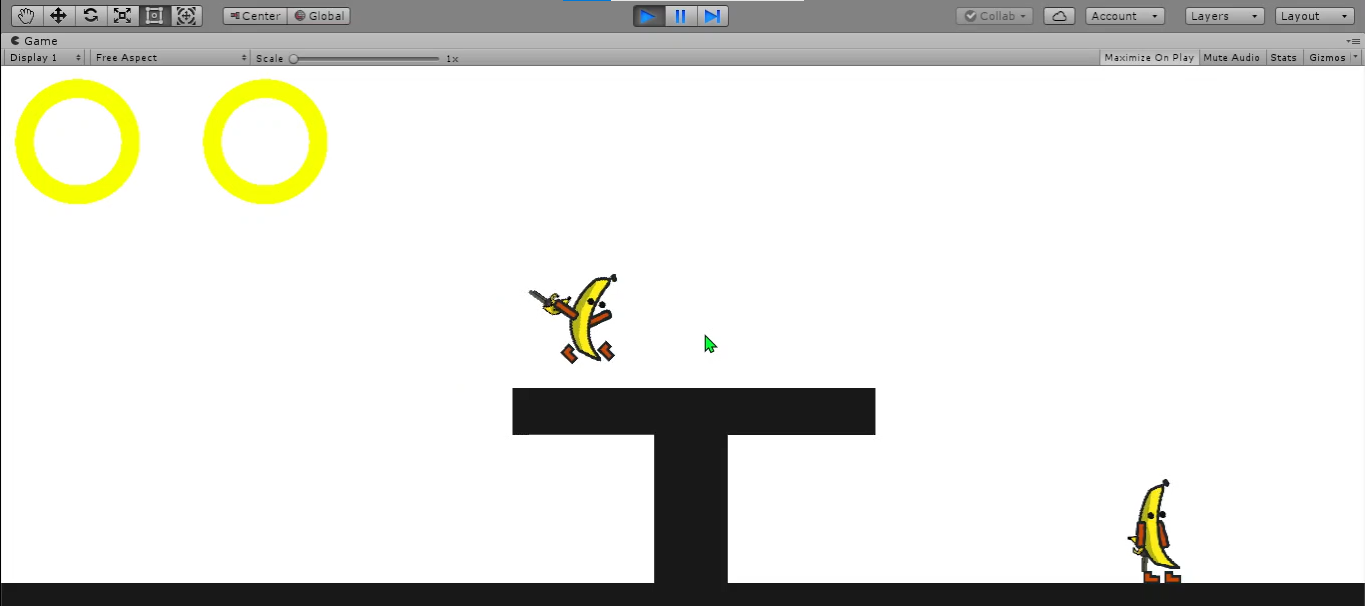 Center Global Collab Account Layers Layout
Game
Display 1 Free Aspect Scale 1x Maximize On Play Mute Audio Stats Gizmos